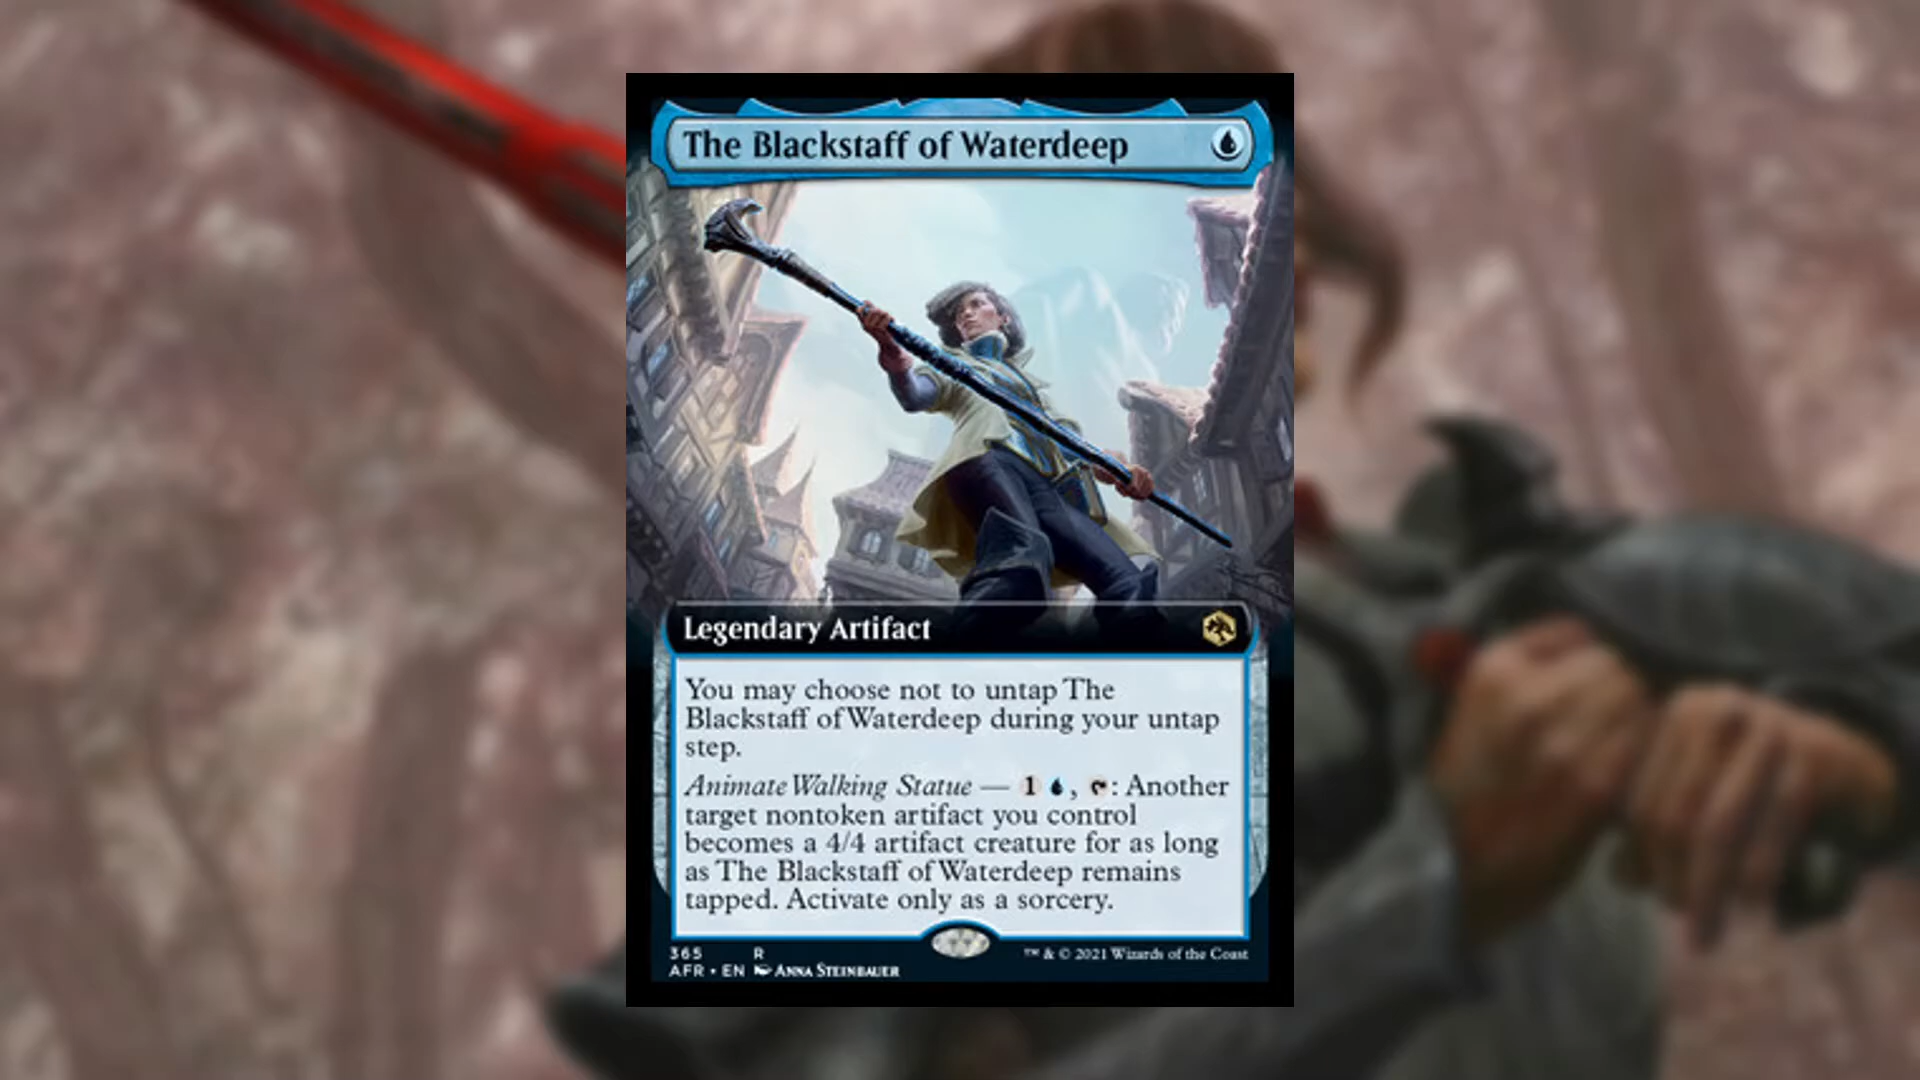 The Blackstaff of Waterdeep
Legendary Artifact
You may choose not to untap The
Blackstaff of Waterdeep during your untap
step.
Animate Walking Statue — 1 , : Another
target nontoken artifact you control
becomes a 4/4 artifact creature for as long
as The Blackstaff of Waterdeep remains
tapped. Activate only as a sorcery.
365 R
™ & © 2021 Wizards of the Coast
AFR • EN Anna Steinbauer